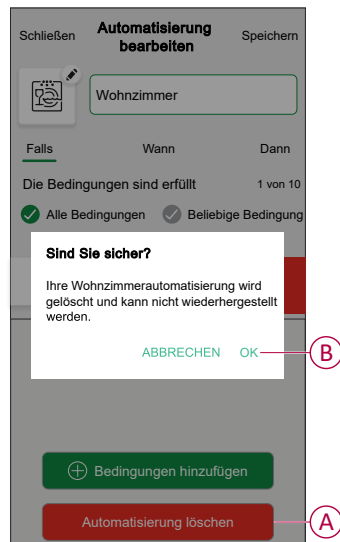 Schließen
Automatisierung
bearbeiten
Speichern
Wohnzimmer
Falls Wann Dann
Die Bedingungen sind erfüllt 1 von 10
Alle Bedingungen Beliebige Bedingung
Sind Sie sicher?
Ihre Wohnzimmerautomatisierung wird
gelöscht und kann nicht wiederhergestellt
werden.
ABBRECHEN OK
B
Bedingungen hinzufügen
Automatisierung löschen
A